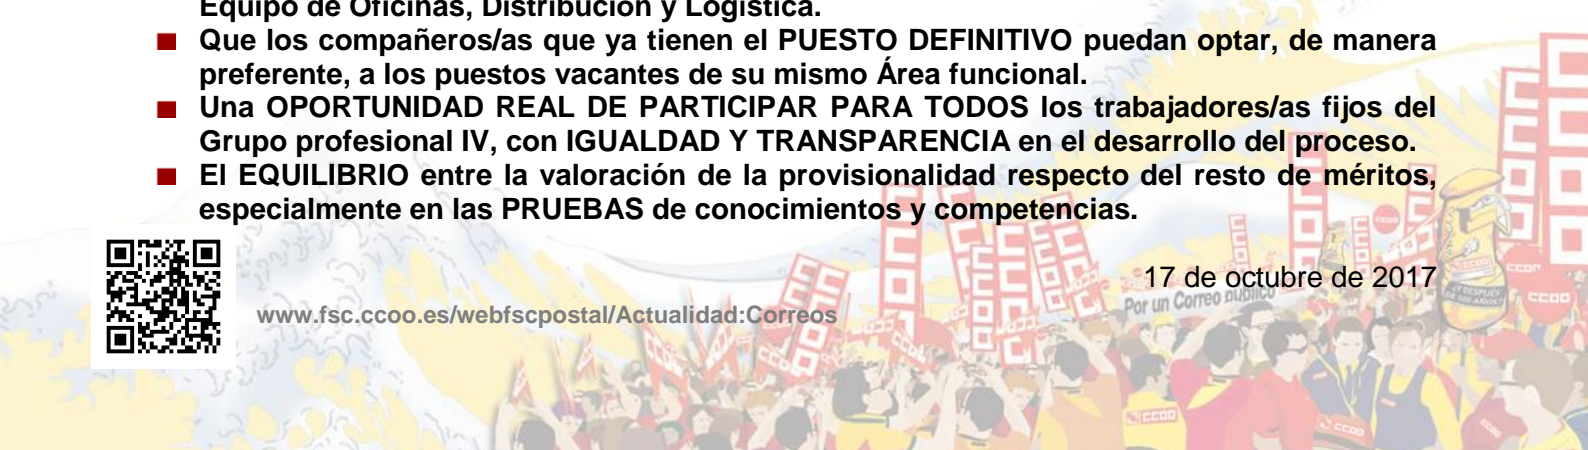 Equipo de Oficinas, Distribución y Logística.
Que los compañeros/as que ya tienen el PUESTO DEFINITIVO puedan optar, de manera
preferente, a los puestos vacantes de su mismo Área funcional.
Una OPORTUNIDAD REAL DE PARTICIPAR PARA TODOS los trabajadores/as fijos del
Grupo profesional IV, con IGUALDAD Y TRANSPARENCIA en el desarrollo del proceso.
El EQUILIBRIO entre la valoración de la provisionalidad respecto del resto de méritos,
especialmente en las PRUEBAS de conocimientos y competencias.
17 de octubre de 2017
Por un Correo público
www.fsc.ccoo.es/webfscpostal/Actualidad:Correos
CCOO
CCOO
CCOO
CCOO